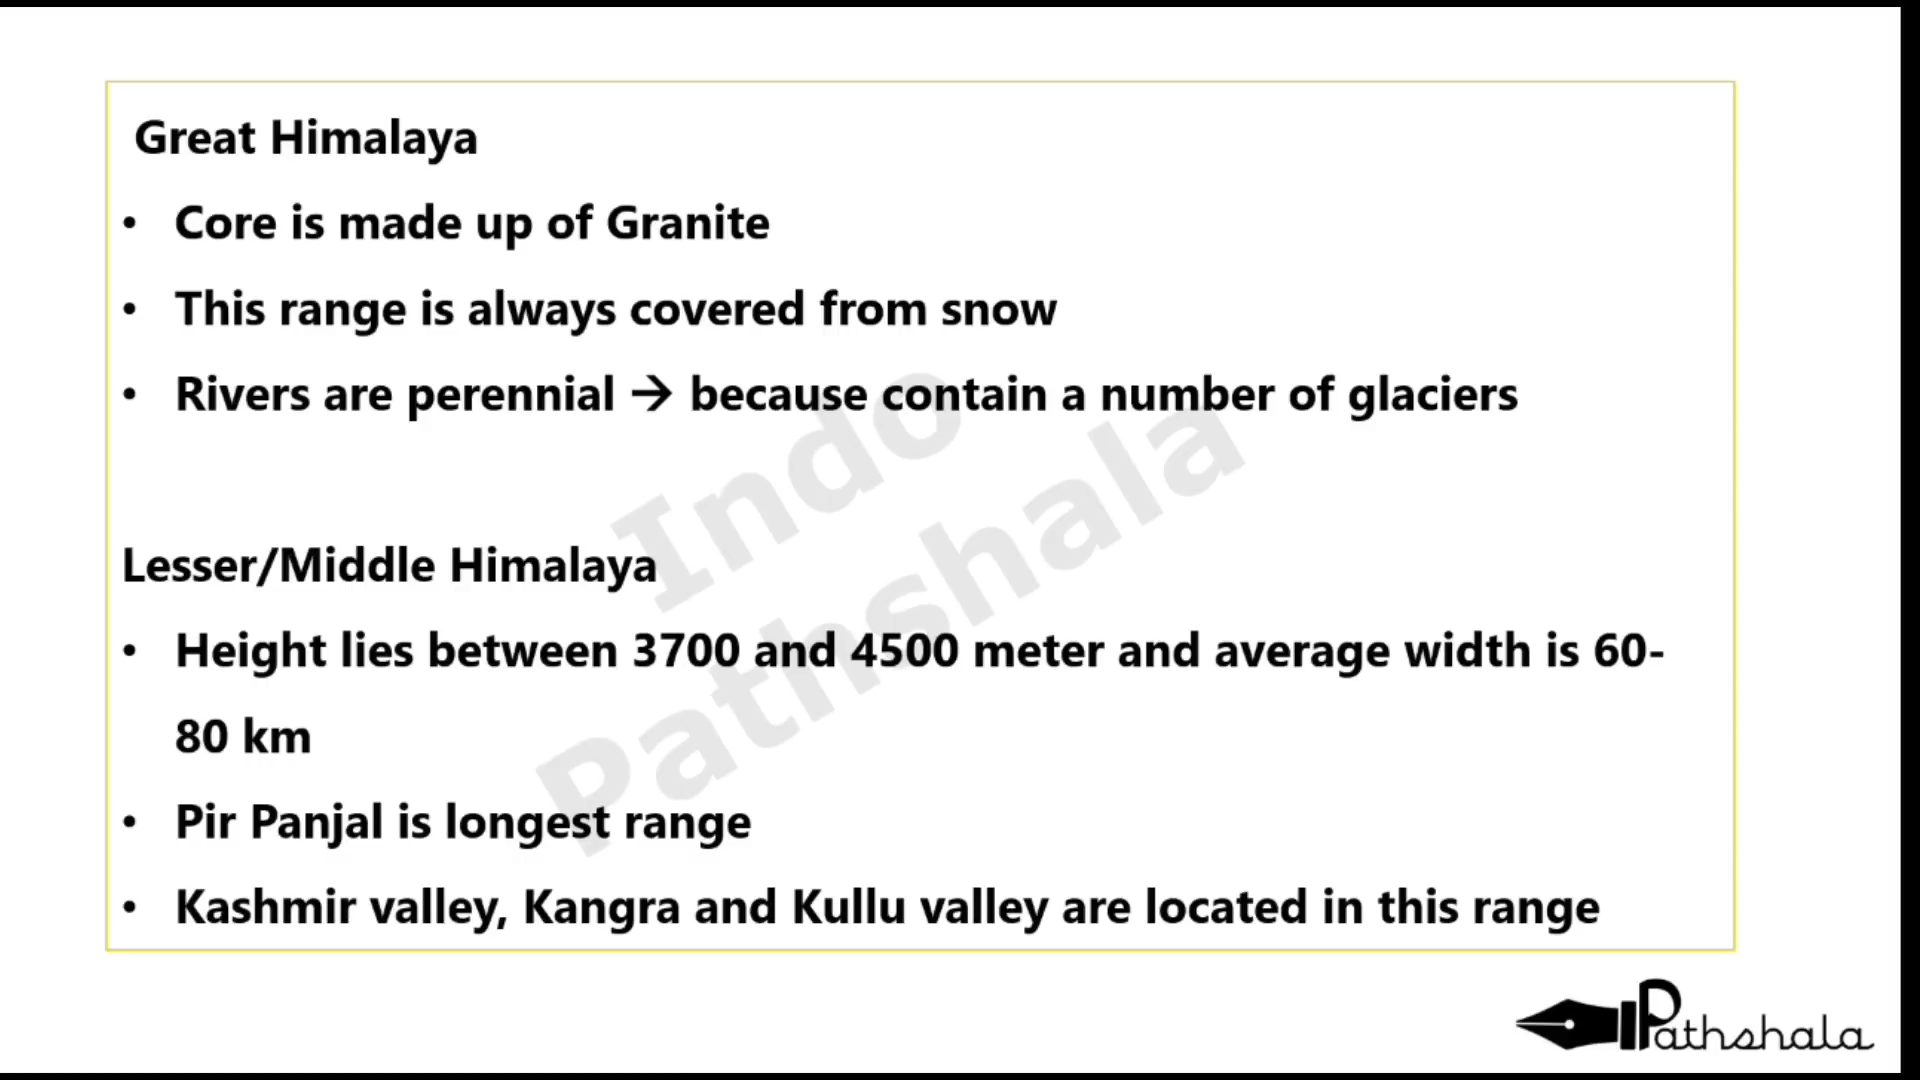 Great Himalaya
• Core is made up of Granite
• This range is always covered from snow
• Rivers are perennial → because contain a number of glaciers
Indo
Pathshala
Lesser/Middle Himalaya
• Height lies between 3700 and 4500 meter and average width is 60-
80 km
• Pir Panjal is longest range
• Kashmir valley, Kangra and Kullu valley are located in this range
Pathshala